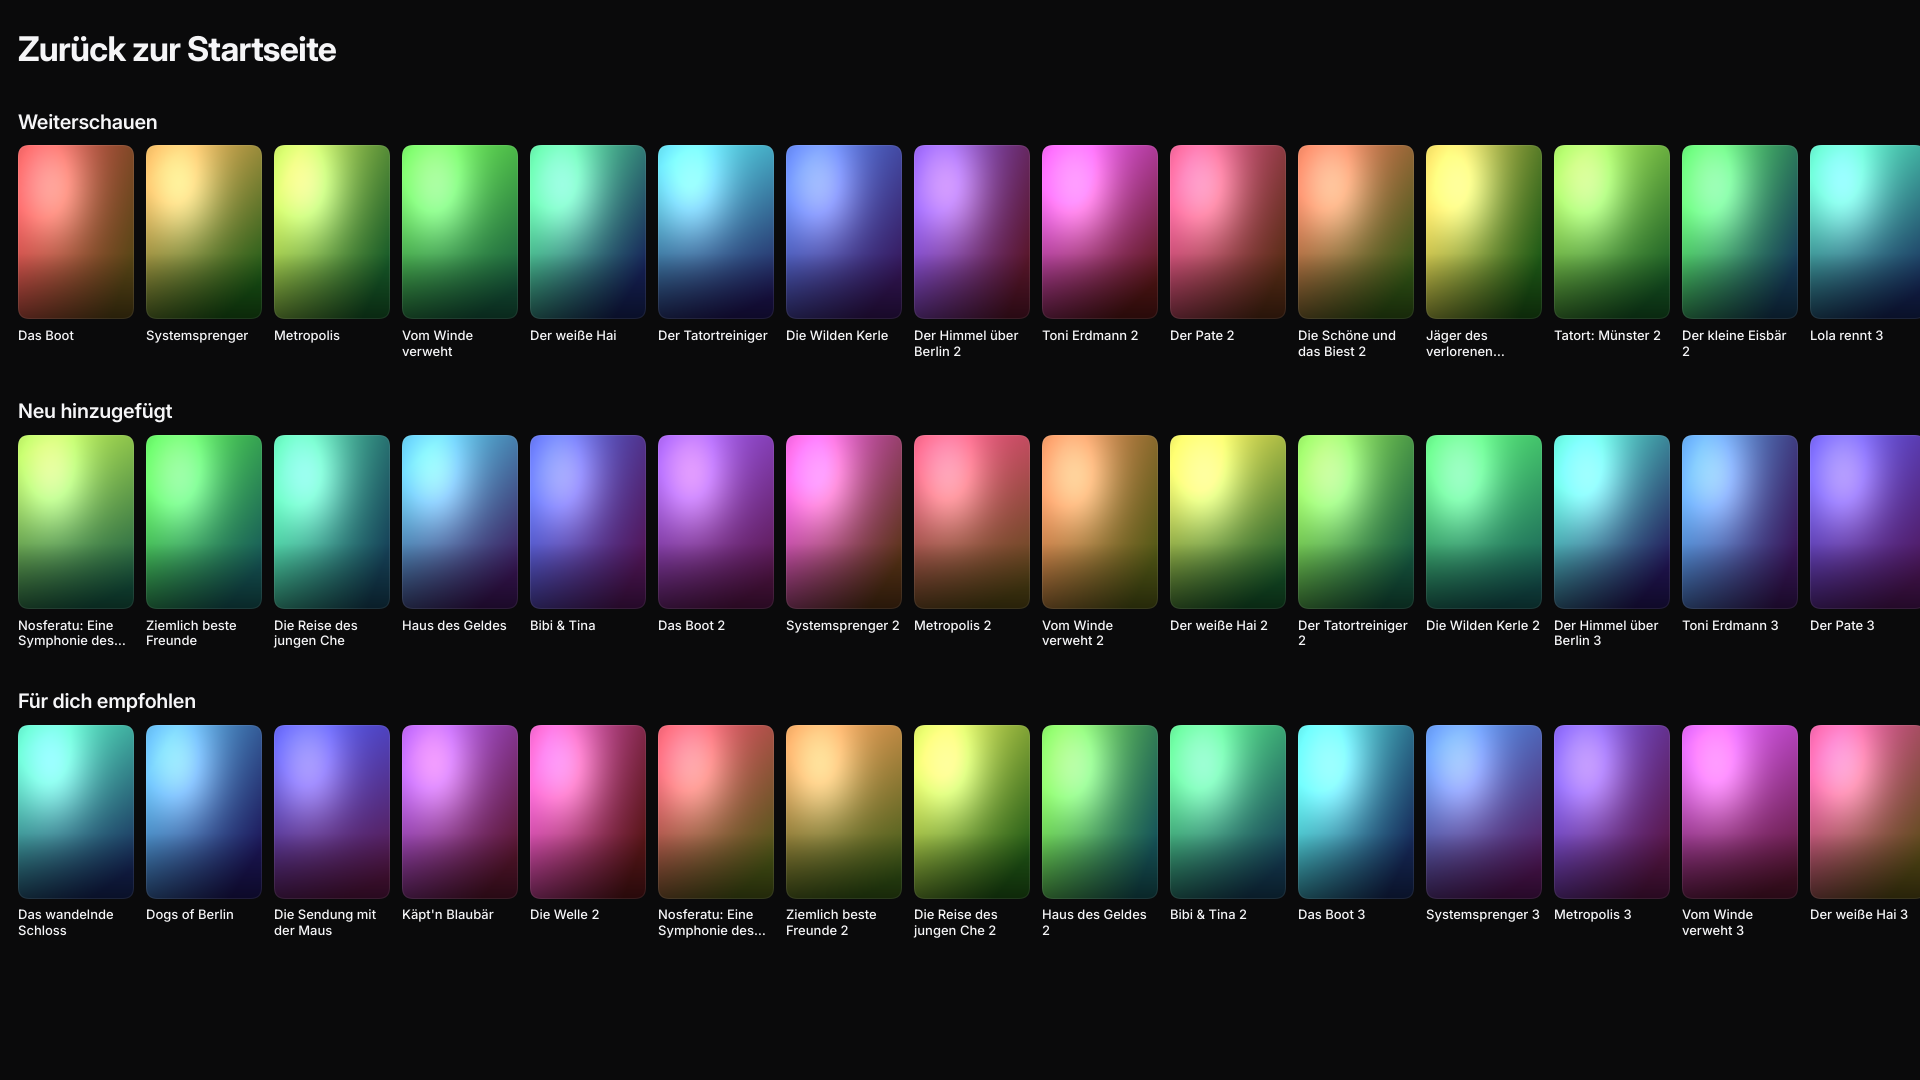 Zurück zur Startseite
Weiterschauen
Das Boot
Systemsprenger
Metropolis
Vom Winde
verweht
Der weiße Hai
Der Tatortreiniger
Die Wilden Kerle
Der Himmel über
Berlin 2
Toni Erdmann 2
Der Pate 2
Die Schöne und
das Biest 2
Jäger des
verlorenen...
Tatort: Münster 2
Der kleine Eisbär
2
Lola rennt 3
Neu hinzugefügt
Nosferatu: Eine
Symphonie des...
Ziemlich beste
Freunde
Die Reise des
jungen Che
Haus des Geldes
Bibi & Tina
Das Boot 2
Systemsprenger 2
Metropolis 2
Vom Winde
verweht 2
Der weiße Hai 2
Der Tatortreiniger
2
Die Wilden Kerle 2
Der Himmel über
Berlin 3
Toni Erdmann 3
Der Pate 3
Für dich empfohlen
Das wandelnde
Schloss
Dogs of Berlin
Die Sendung mit
der Maus
Käpt'n Blaubär
Die Welle 2
Nosferatu: Eine
Symphonie des...
Ziemlich beste
Freunde 2
Die Reise des
jungen Che 2
Haus des Geldes
2
Bibi & Tina 2
Das Boot 3
Systemsprenger 3
Metropolis 3
Vom Winde
verweht 3
Der weiße Hai 3